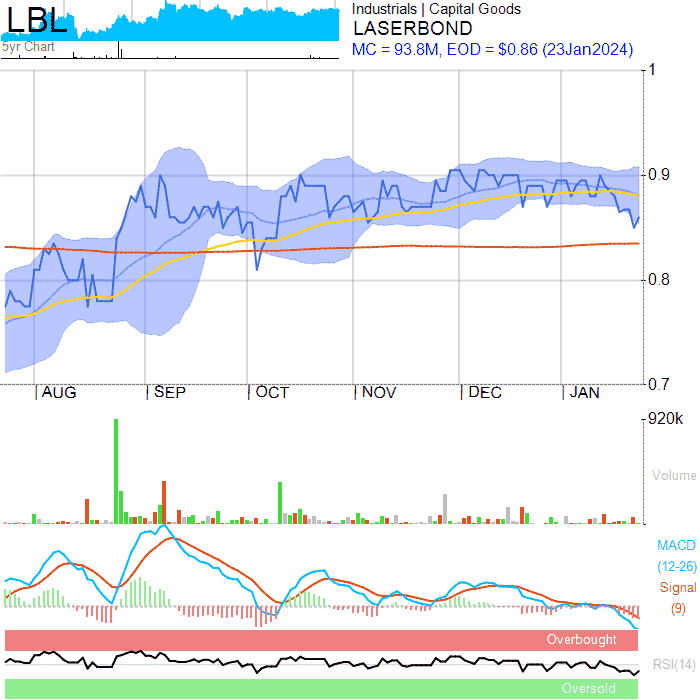 LBL
5yr Chart
Industrials | Capital Goods
LASERBOND
MC = 93.8M, EOD = $0.86 (23Jan2024)
1
0.9
0.8
0.7
AUG SEP OCT NOV DEC JAN
920k
Volume
MACD
(12-26)
Signal
(9)
Overbought
RSI(14)
Oversold